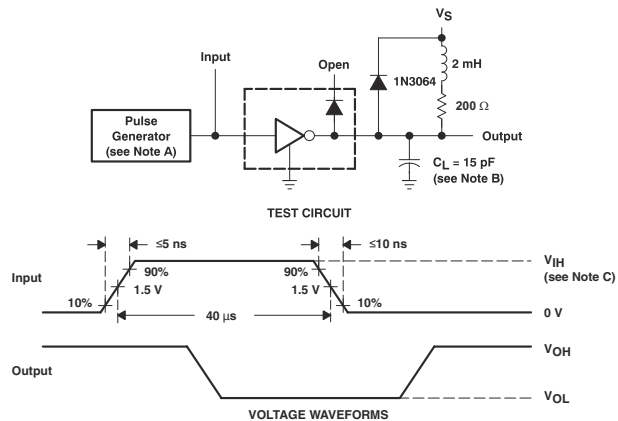 VS
Input
Open
2 mH
1N3064
200 Ω
Pulse
Generator
(see Note A)
Output
CL = 15 pF
(see Note B)
TEST CIRCUIT
≤5 ns
≤10 ns
VIH
(see Note C)
Input
90%
90%
1.5 V
1.5 V
10%
10%
40 μs
0 V
VOH
Output
VOL
VOLTAGE WAVEFORMS